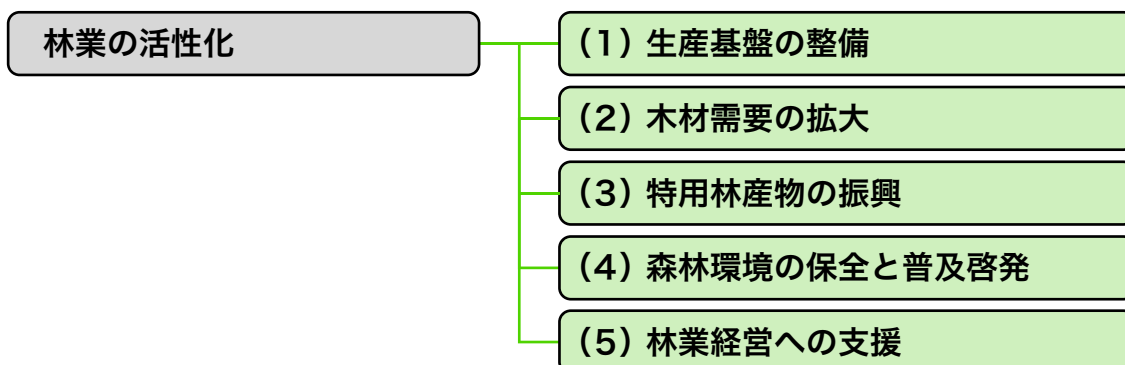 林業の活性化
（1）生産基盤の整備
（2）木材需要の拡大
（3）特用林産物の振興
（4）森林環境の保全と普及啓発
（5）林業経営への支援